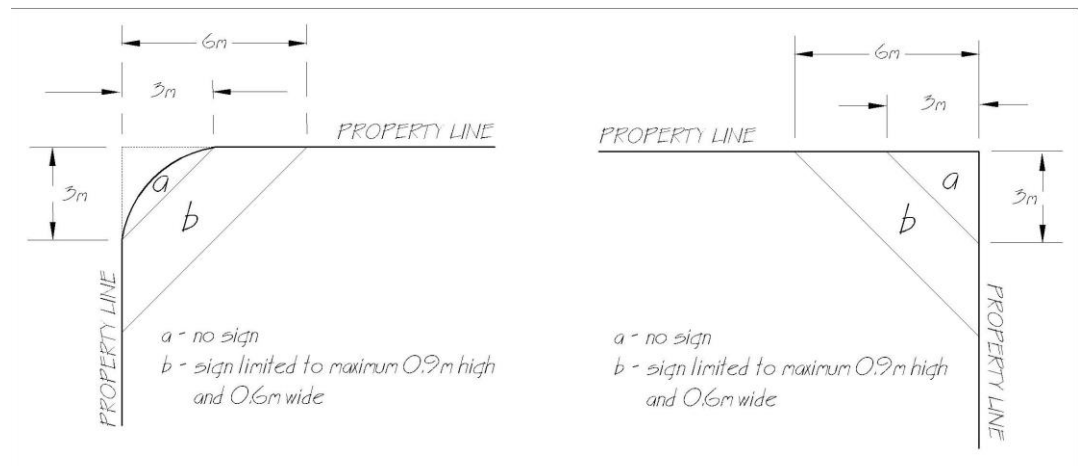 6m
3m
PROPERTY LINE
a
3m
b
PROPERTY LINE
a - no sign
b - sign limited to maximum 0.9m high
and 0.6m wide
6m
3m
PROPERTY LINE
a
3m
b
PROPERTY LINE
a - no sign
b - sign limited to maximum 0.9m high
and 0.6m wide